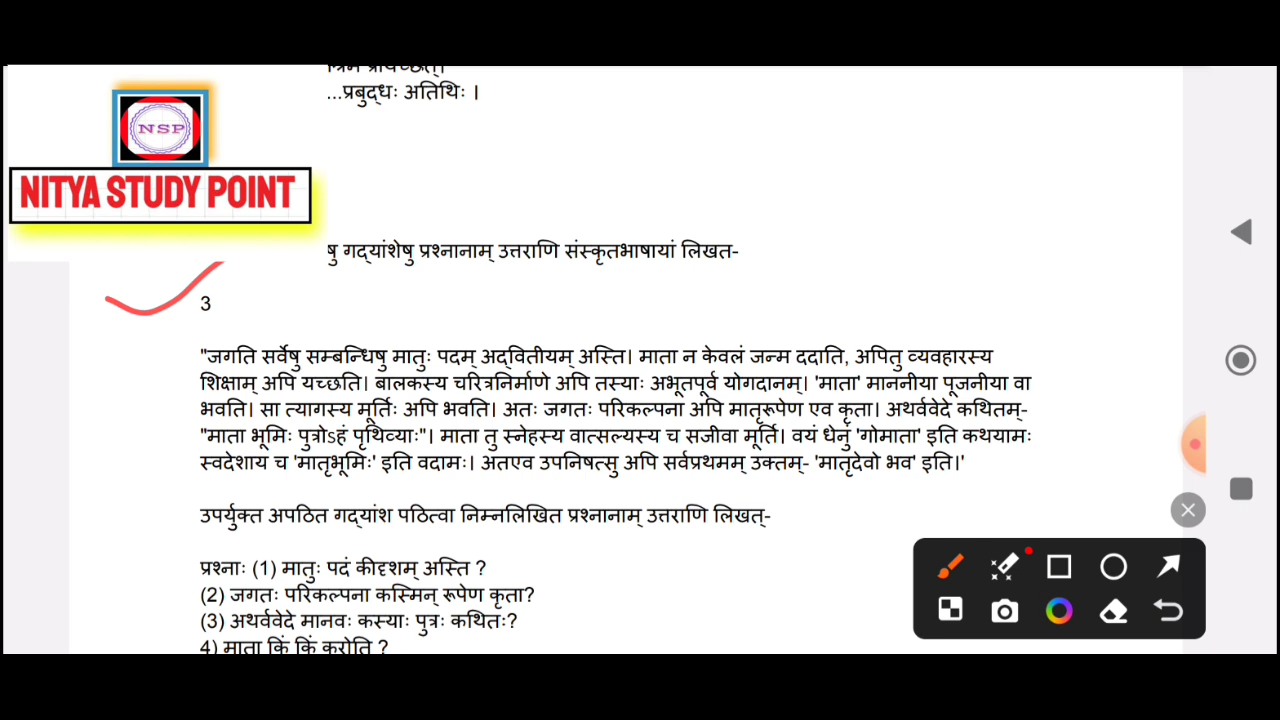 ...प्रबुद्धः अतिथिः ।
NSP
NITYA STUDY POINT
षु गद्यांशेषु प्रश्नानाम् उत्तराणि संस्कृतभाषायां लिखत-
3
"जगति सर्वेषु सम्बन्धिषु मातुः पदम् अद्वितीयम् अस्ति। माता न केवलं जन्म ददाति, अपितु व्यवहारस्य
शिक्षाम् अपि यच्छति। बालकस्य चरित्रनिर्माणे अपि तस्याः अभूतपूर्व योगदानम्। 'माता' माननीया पूजनीया वा
भवति। सा त्यागस्य मूर्तिः अपि भवति। अतः जगतः परिकल्पना अपि मातृरूपेण एव कृता। अथर्ववेदे कथितम्-
"माता भूमिः पुत्रोऽहं पृथिव्याः"। माता तु स्नेहस्य वात्सल्यस्य च सजीवा मूर्ति। वयं धेनुं 'गोमाता' इति कथयामः
स्वदेशाय च 'मातृभूमिः' इति वदामः। अतएव उपनिषत्सु अपि सर्वप्रथमम् उक्तम्- 'मातृदेवो भव' इति।'
उपर्युक्त अपठित गद्यांश पठित्वा निम्नलिखित प्रश्नानाम् उत्तराणि लिखत्-
प्रश्नाः (1) मातुः पदं कीदृशम् अस्ति ?
(2) जगतः परिकल्पना कस्मिन् रूपेण कृता?
(3) अथर्ववेदे मानवः कस्याः पुत्रः कथितः?
4) माता किं किं करोति ?